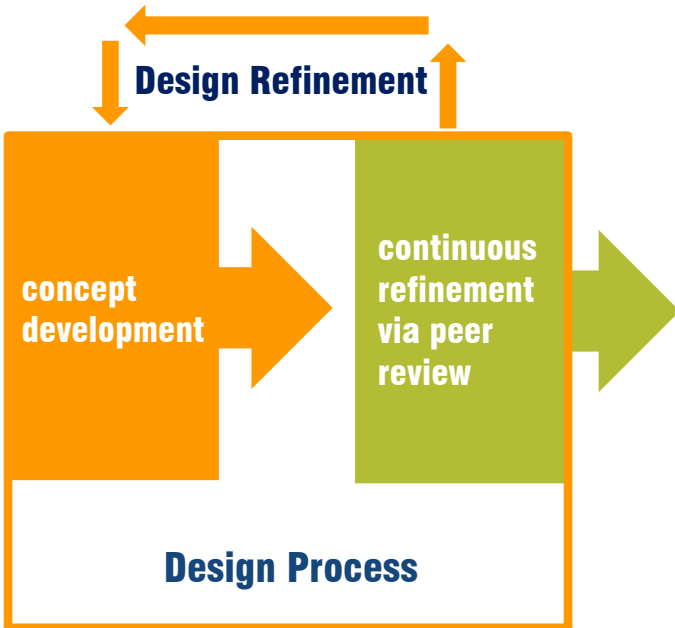 Design Refinement
concept
development
continuous
refinement
via peer
review
Design Process